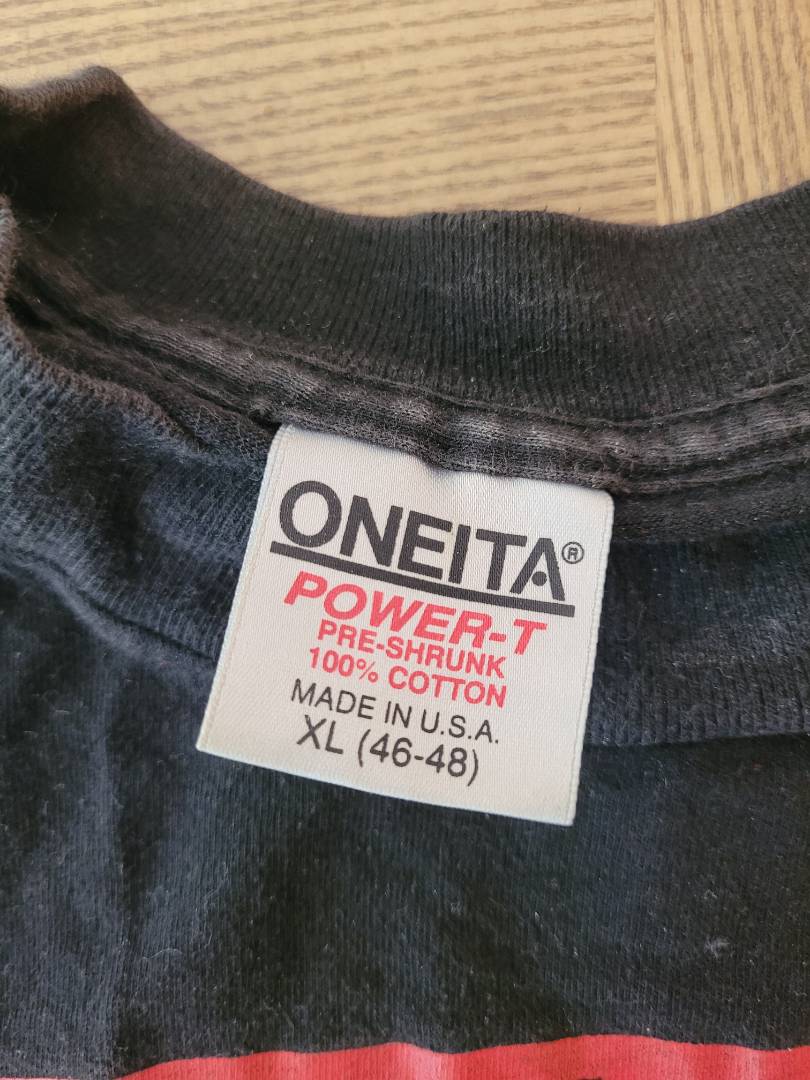 ONEITA®
POWER-T
PRE-SHRUNK
100% COTTON
MADE IN U.S.A.
XL (46-48)